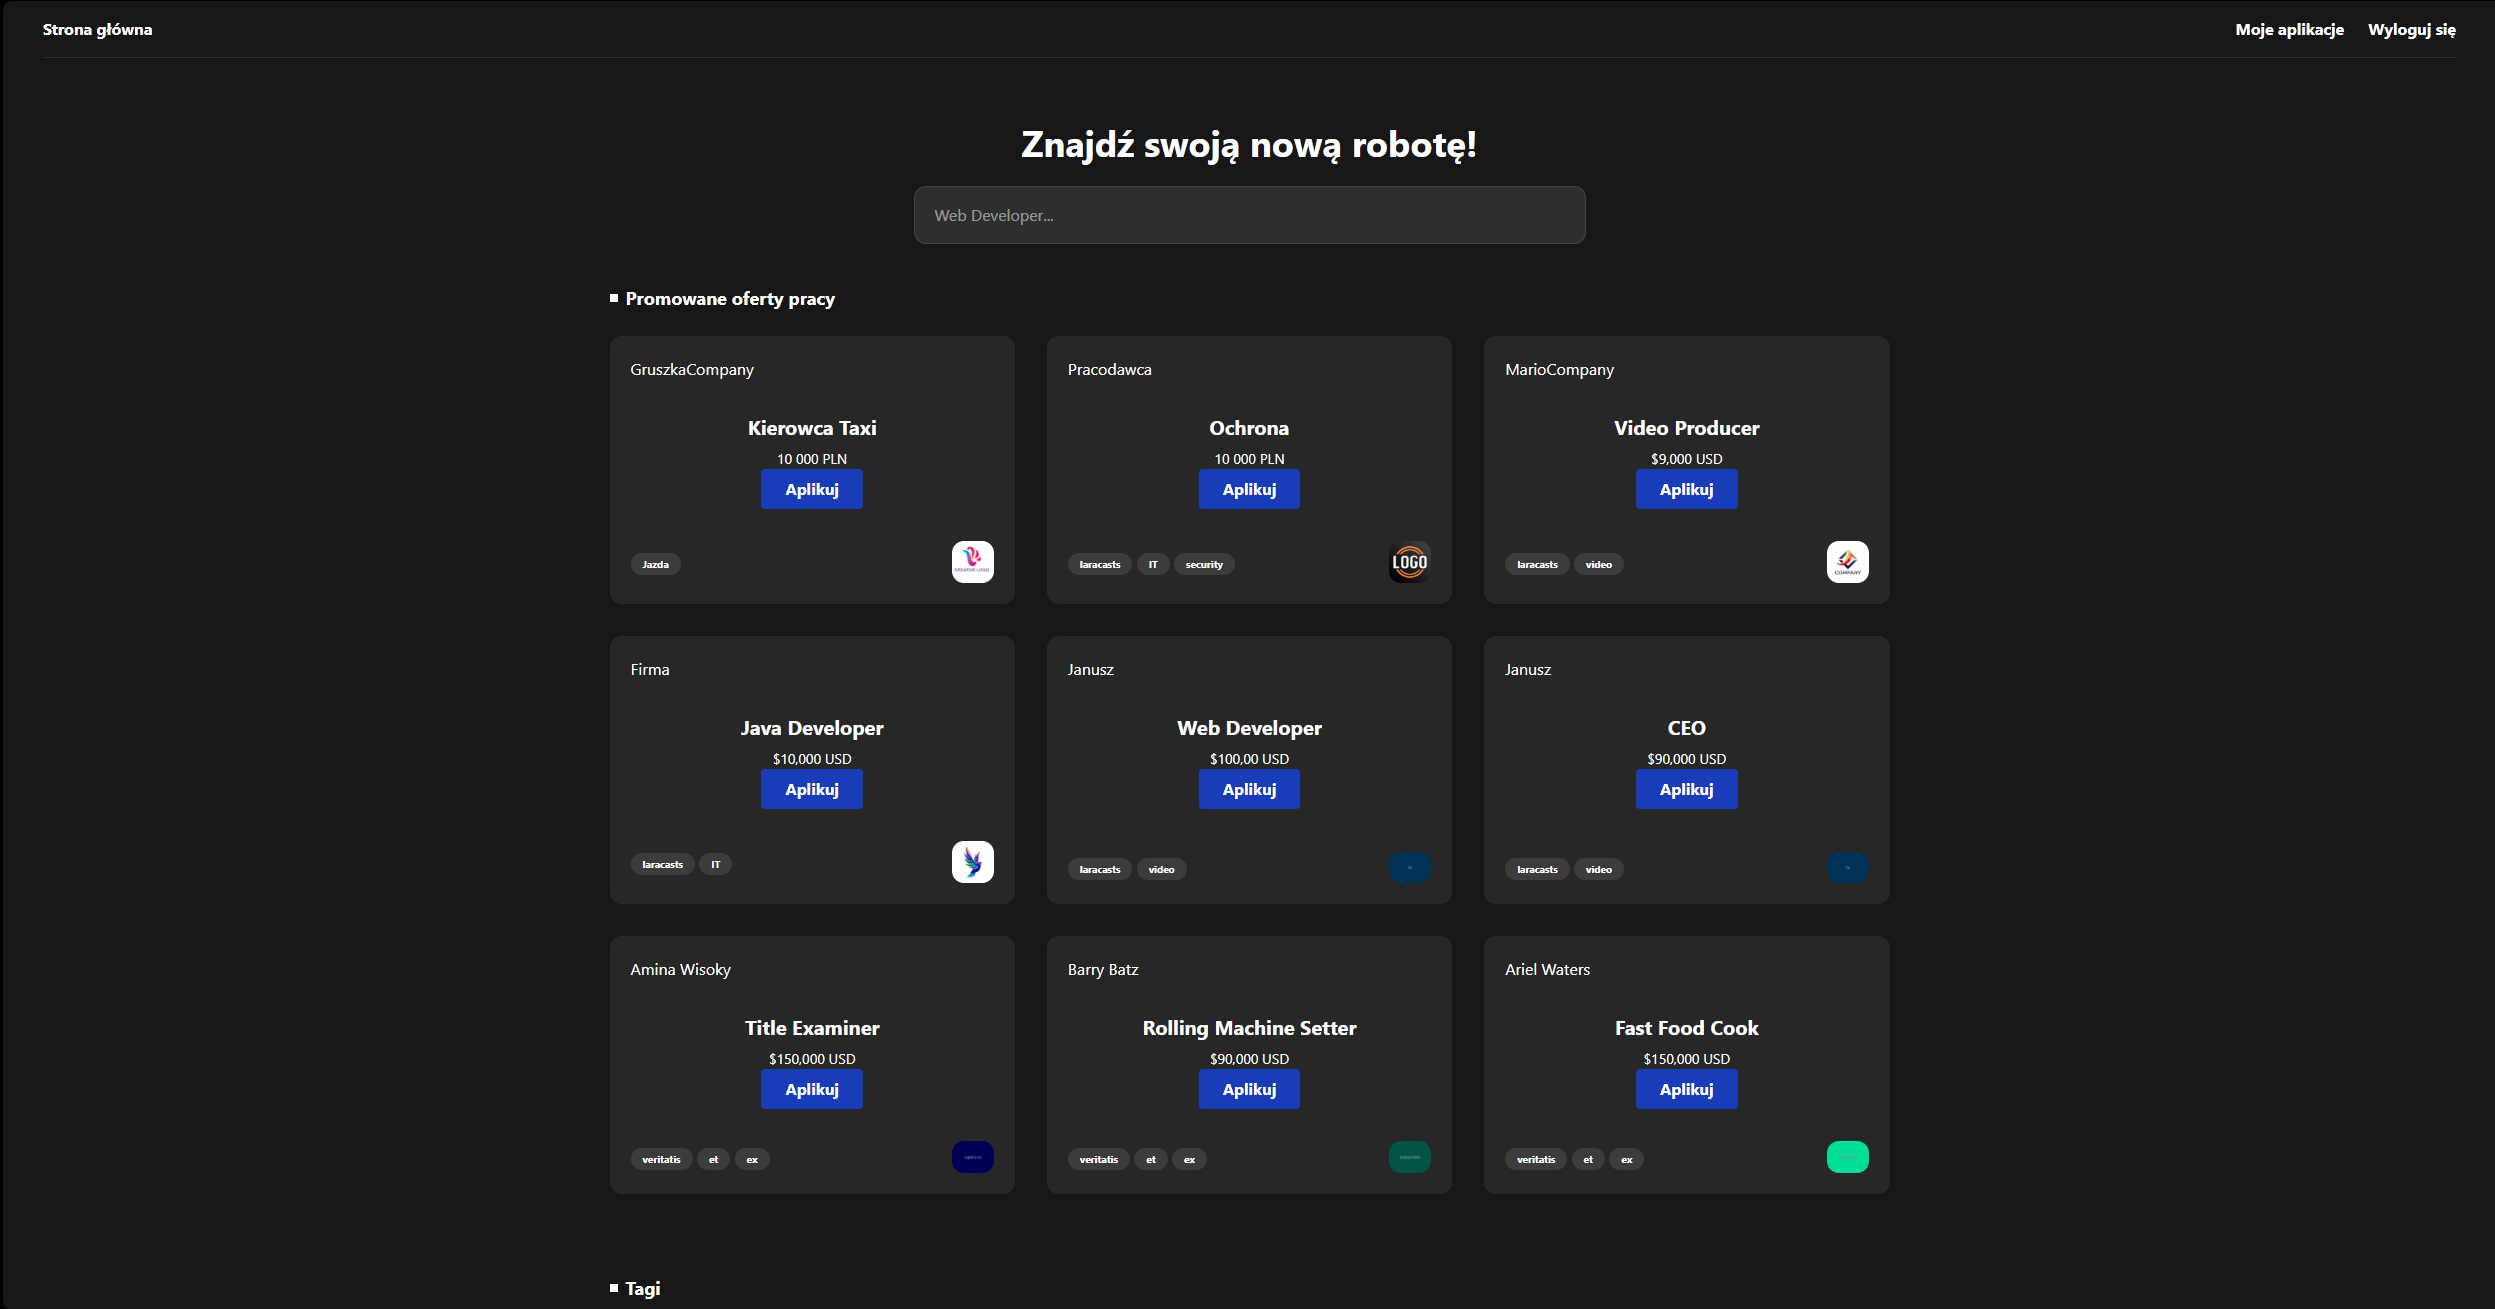 Strona główna
Moje aplikacje Wyloguj się
Znajdź swoją nową robotę!
Web Developer...
Promowane oferty pracy
GruszkaCompany
Kierowca Taxi
10 000 PLN
Aplikuj
Jazda
CREATIVE LOGO
Pracodawca
Ochrona
10 000 PLN
Aplikuj
laracasts IT security
LOGO
MarioCompany
Video Producer
$9,000 USD
Aplikuj
laracasts video
COMPANY
Firma
Java Developer
$10,000 USD
Aplikuj
laracasts IT
Janusz
Web Developer
$100,00 USD
Aplikuj
laracasts video
Janusz
CEO
$90,000 USD
Aplikuj
laracasts video
Amina Wisoky
Title Examiner
$150,000 USD
Aplikuj
veritatis et ex
Barry Batz
Rolling Machine Setter
$90,000 USD
Aplikuj
veritatis et ex
Ariel Waters
Fast Food Cook
$150,000 USD
Aplikuj
veritatis et ex
Tagi